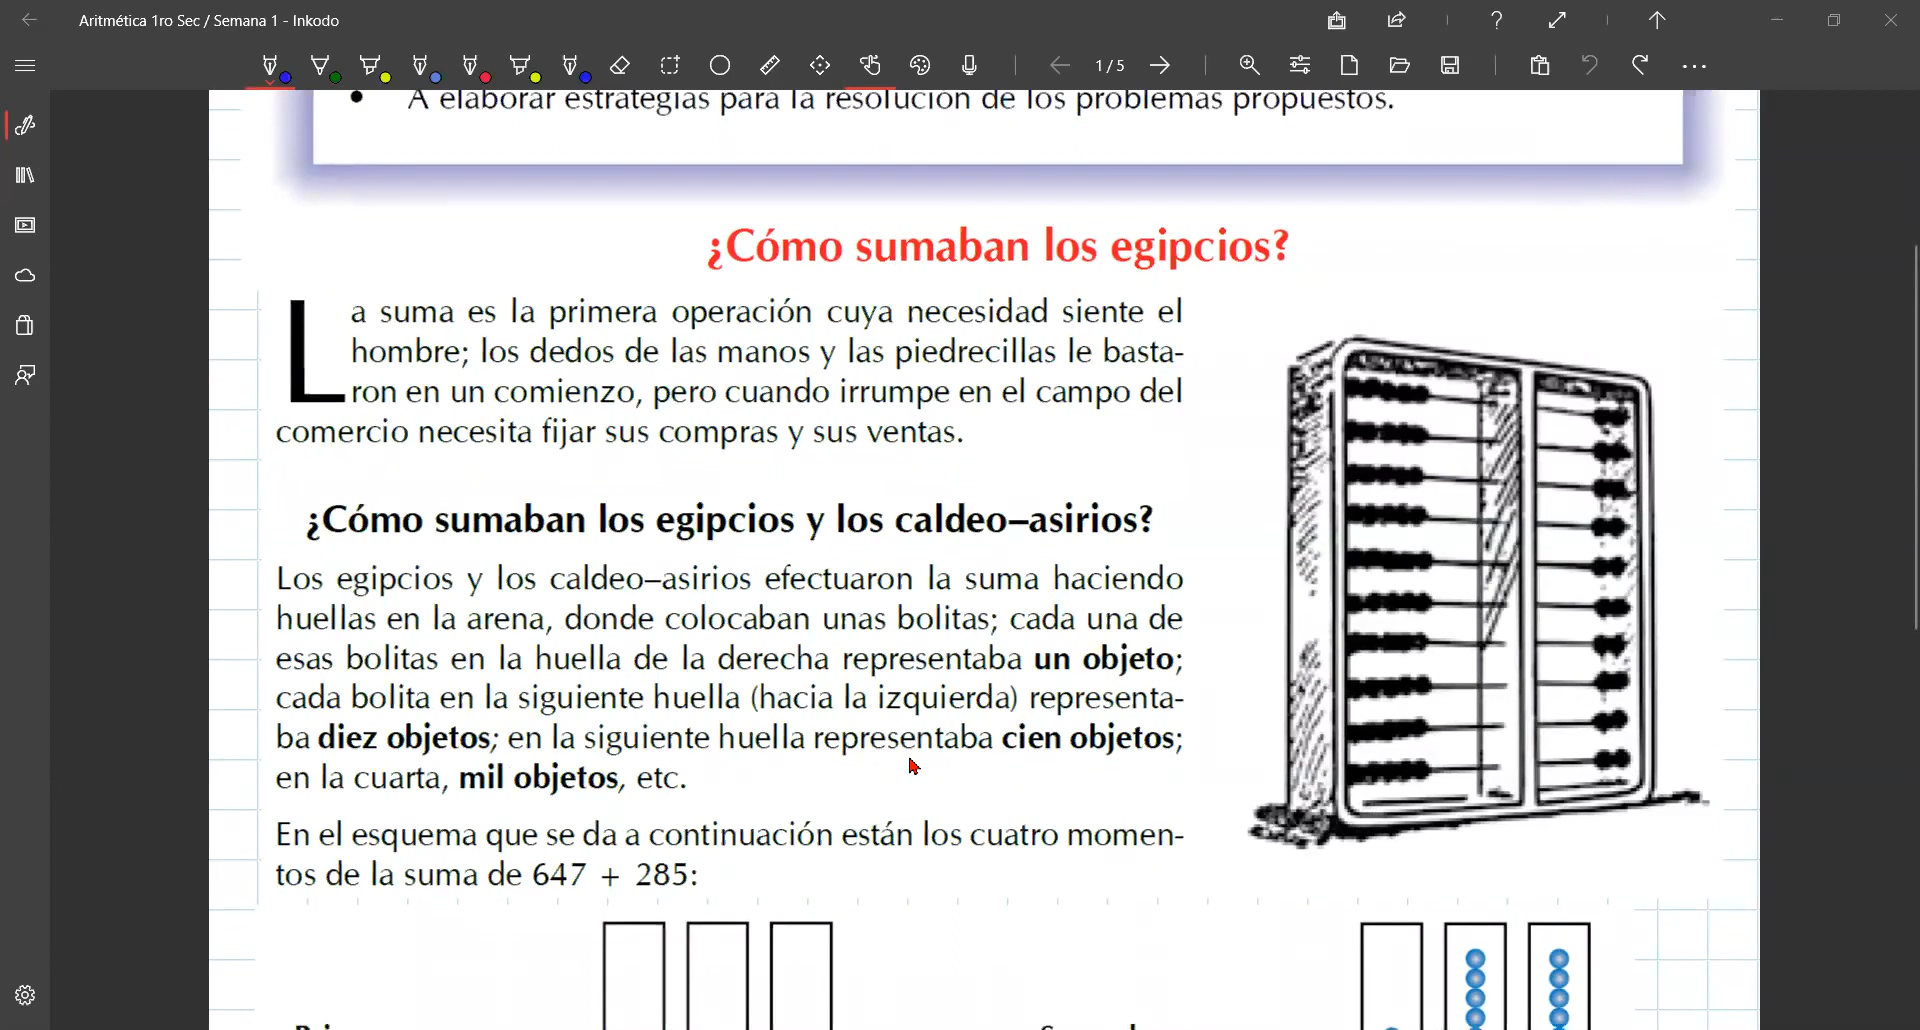 Aritmética 1ro Sec / Semana 1 - Inkodo
1 / 5
• A elaborar estrategias para la resolución de los problemas propuestos.
¿Cómo sumaban los egipcios?
La suma es la primera operación cuya necesidad siente el
hombre; los dedos de las manos y las piedrecillas le basta-
ron en un comienzo, pero cuando irrumpe en el campo del
comercio necesita fijar sus compras y sus ventas.
¿Cómo sumaban los egipcios y los caldeo–asirios?
Los egipcios y los caldeo–asirios efectuaron la suma haciendo
huellas en la arena, donde colocaban unas bolitas; cada una de
esas bolitas en la huella de la derecha representaba un objeto;
cada bolita en la siguiente huella (hacia la izquierda) representa-
ba diez objetos; en la siguiente huella representaba cien objetos;
en la cuarta, mil objetos, etc.
En el esquema que se da a continuación están los cuatro momen-
tos de la suma de 647 + 285: